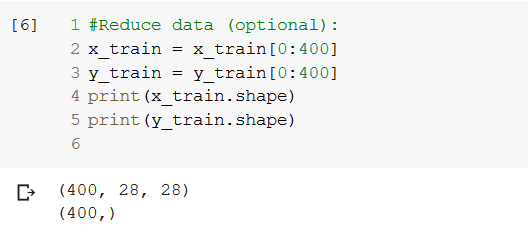 [6] 1 #Reduce data (optional):
2 x_train = x_train[0:400]
3 y_train = y_train[0:400]
4 print(x_train.shape)
5 print(y_train.shape)
6
(400, 28, 28)
(400,)